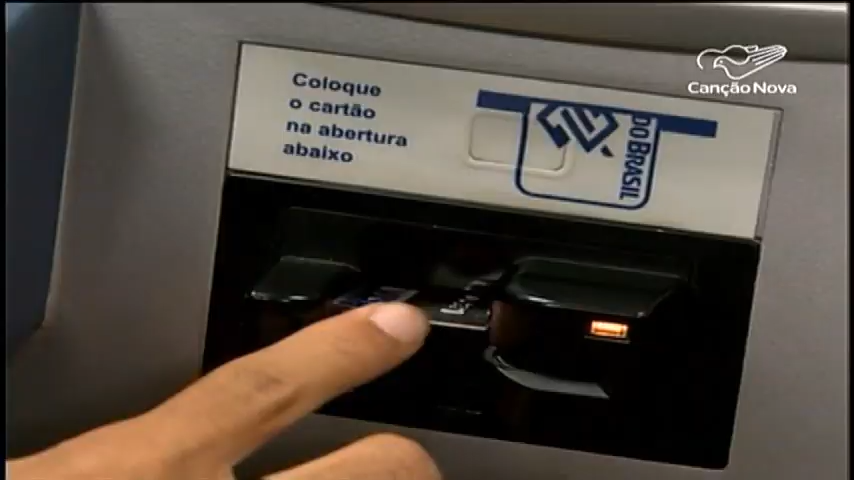 Canção Nova
Coloque
o cartão
na abertura
abaixo
DO BRASIL